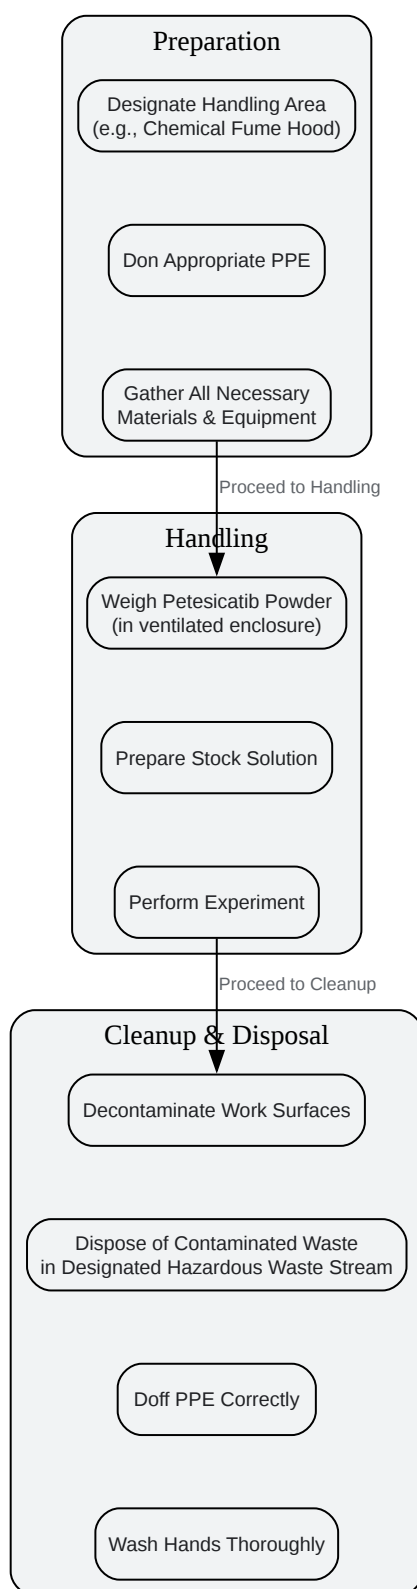 Preparation
Designate Handling Area
(e.g., Chemical Fume Hood)
Don Appropriate PPE
Gather All Necessary
Materials & Equipment
Proceed to Handling
Handling
Weigh Petesicatib Powder
(in ventilated enclosure)
Prepare Stock Solution
Perform Experiment
Proceed to Cleanup
Cleanup & Disposal
Decontaminate Work Surfaces
Dispose of Contaminated Waste
in Designated Hazardous Waste Stream
Doff PPE Correctly
Wash Hands Thoroughly